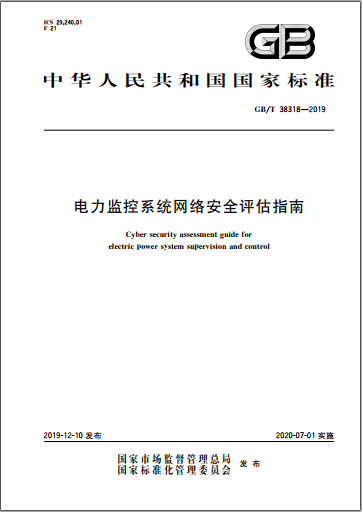 ICS 29.240.01
F 21
GB
中华人民共和国国家标准
GB/T 38318—2019
电力监控系统网络安全评估指南
Cyber security assessment guide for
electric power system supervision and control
2019-12-10 发布
2020-07-01 实施
国家市场监督管理总局
国家标准化管理委员会
发布